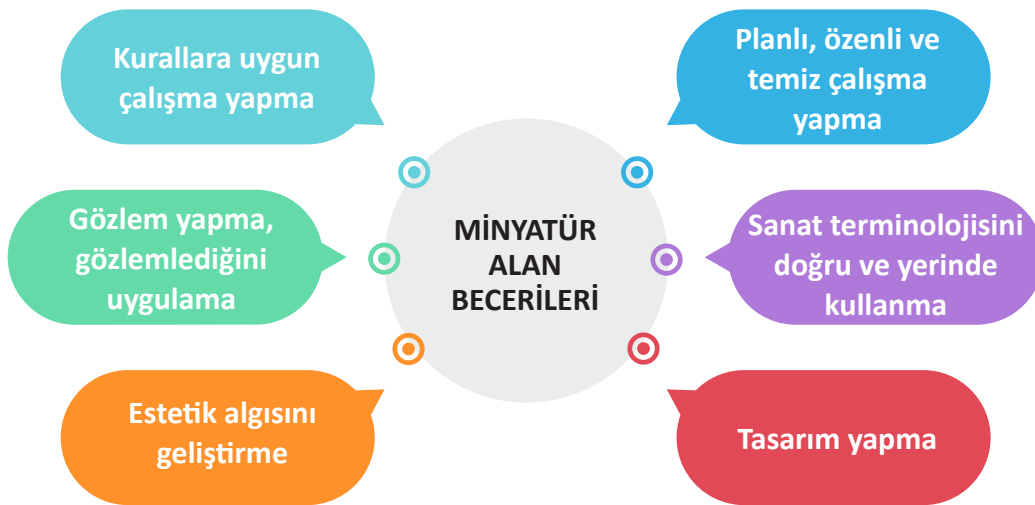 Kurallara uygun
çalışma yapma
Planlı, özenli ve
temiz çalışma
yapma
Gözlem yapma,
gözlemlediğini
uygulama
MİNYATÜR
ALAN
BECERİLERİ
Sanat terminolojisini
doğru ve yerinde
kullanma
Estetik algısını
geliştirme
Tasarım yapma